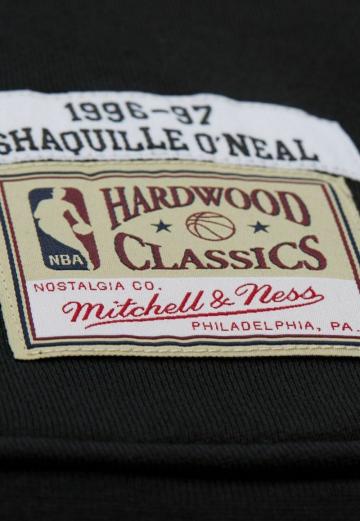 1996-97
SHAQUILLE O'NEAL
HARDWOOD
CLASSICS
NBA
NOSTALGIA CO.
Mitchell & Ness
PHILADELPHIA, PA.